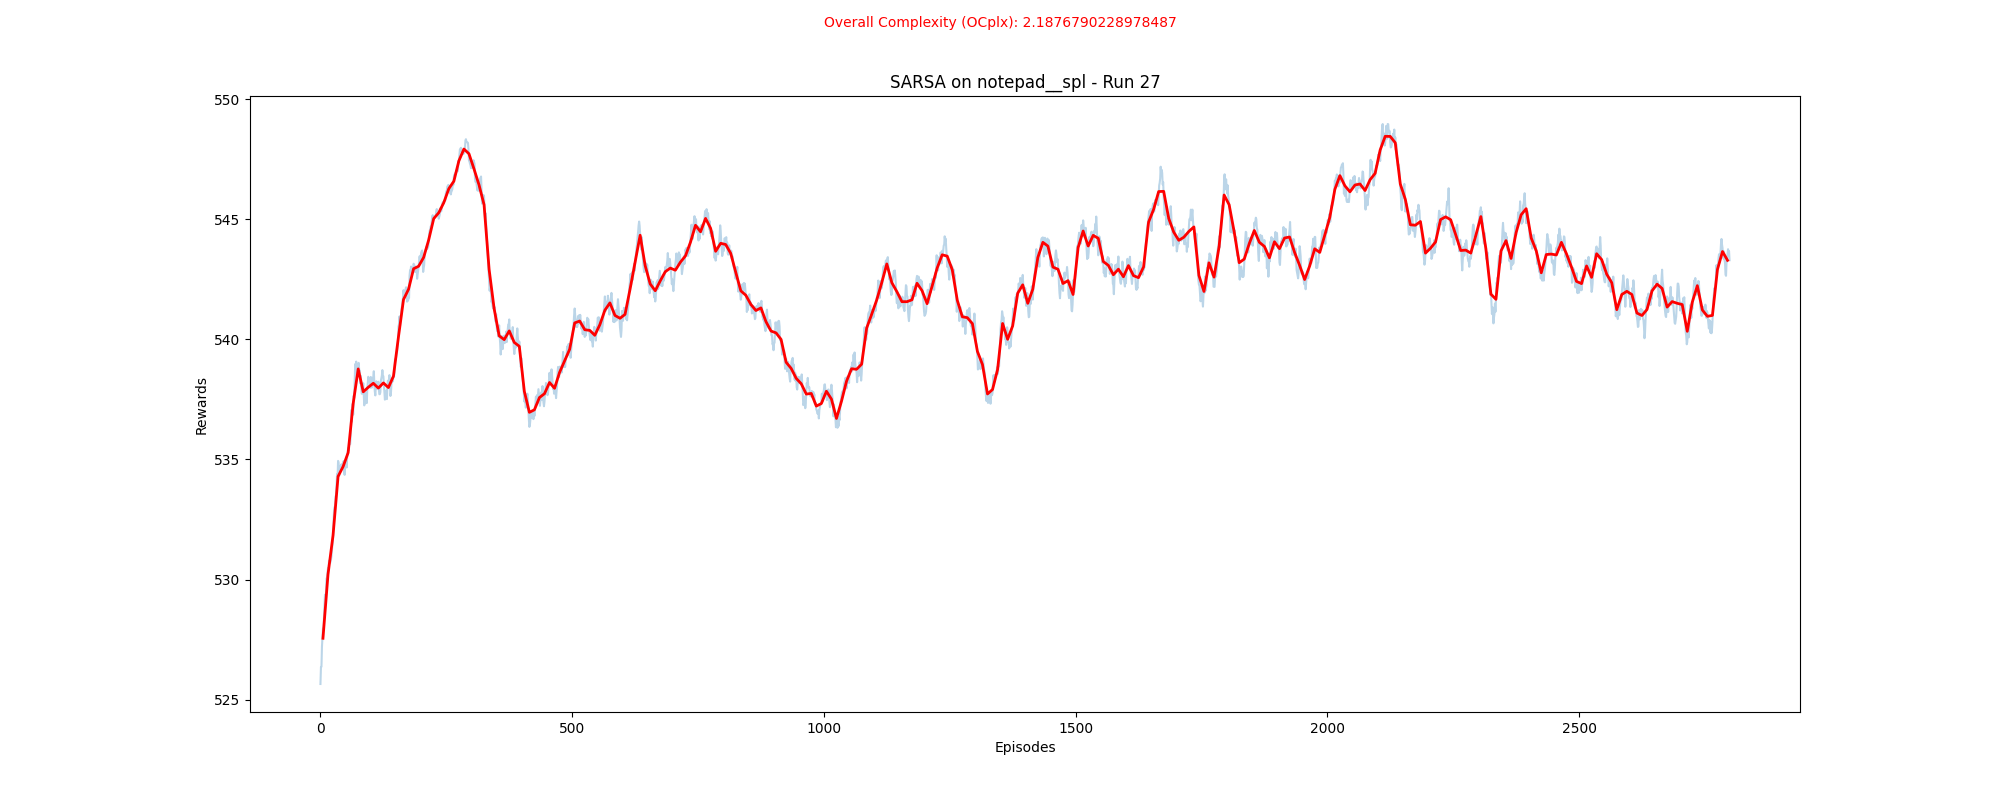 Overall Complexity (OCplx): 2.1876790228978487
SARSA on notepad__spl - Run 27
550
545
540
535
530
525
Rewards
0 500 1000 1500 2000 2500
Episodes